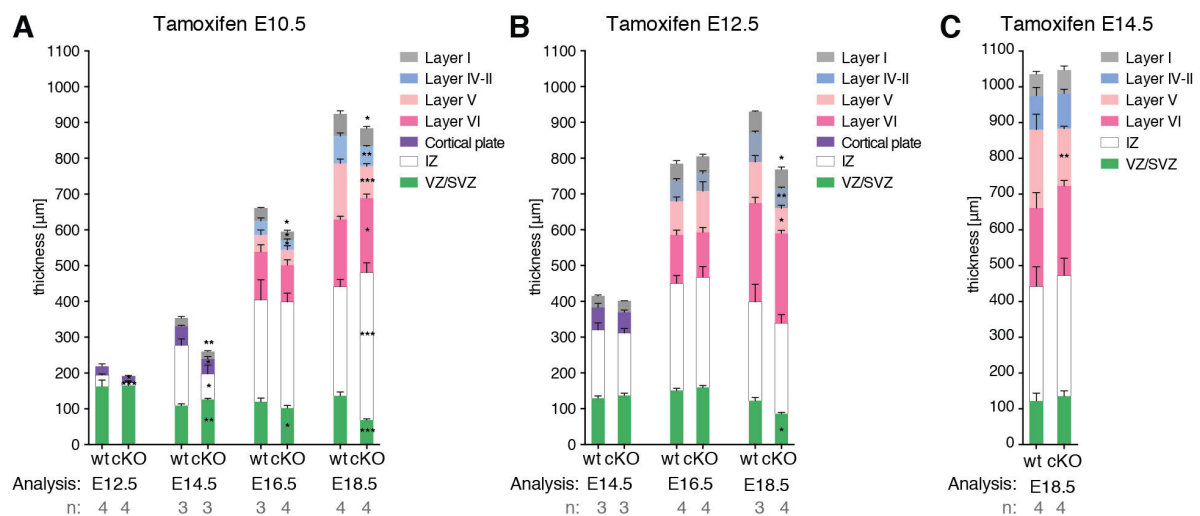 A Tamoxifen E10.5
1100
1000
900
800
700
600
500
400
300
200
100
0
thickness [µm]
Layer I
Layer IV-II
Layer V
Layer VI
Cortical plate
IZ
VZ/SVZ
*
***
**
*
*
**
*
*
*
*
*
**
***
*
***
***
wt cKO wt cKO wt cKO wt cKO
Analysis: E12.5 E14.5 E16.5 E18.5
n: 4 4 3 3 3 4 4 4
B Tamoxifen E12.5
1100
1000
900
800
700
600
500
400
300
200
100
0
thickness [µm]
Layer I
Layer IV-II
Layer V
Layer VI
Cortical plate
IZ
VZ/SVZ
*
**
*
*
wt cKO wt cKO wt cKO
Analysis: E14.5 E16.5 E18.5
n: 3 3 4 4 3 4
C Tamoxifen E14.5
1100
1000
900
800
700
600
500
400
300
200
100
0
thickness [µm]
Layer I
Layer IV-II
Layer V
Layer VI
IZ
VZ/SVZ
**
wt cKO
Analysis: E18.5
n: 4 4